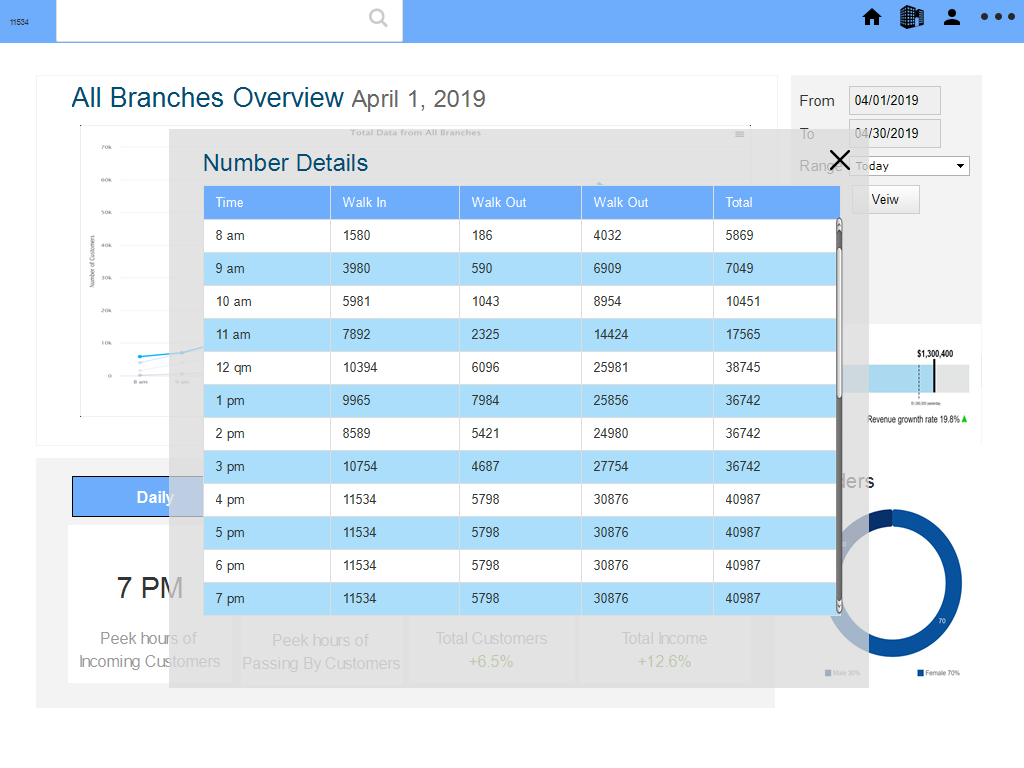 11534
All Branches Overview April 1, 2019
From 04/01/2019
To 04/30/2019
Range Today
Veiw
Total Data from All Branches
Number of Customers
70k
60k
50k
40k
30k
20k
10k
0
8 am
9 am
Number Details
Time Walk In Walk Out Walk Out Total
8 am 1580 186 4032 5869
9 am 3980 590 6909 7049
10 am 5981 1043 8954 10451
11 am 7892 2325 14424 17565
12 qm 10394 6096 25981 38745
1 pm 9965 7984 25856 36742
2 pm 8589 5421 24980 36742
3 pm 10754 4687 27754 36742
4 pm 11534 5798 30876 40987
5 pm 11534 5798 30876 40987
6 pm 11534 5798 30876 40987
7 pm 11534 5798 30876 40987
$1,300,400
Revenue grownth rate 19.8%
ders
70
Male 30% Female 70%
Daily
7 PM
Peek hours of
Incoming Customers
Peek hours of
Passing By Customers
Total Customers
+6.5%
Total Income
+12.6%